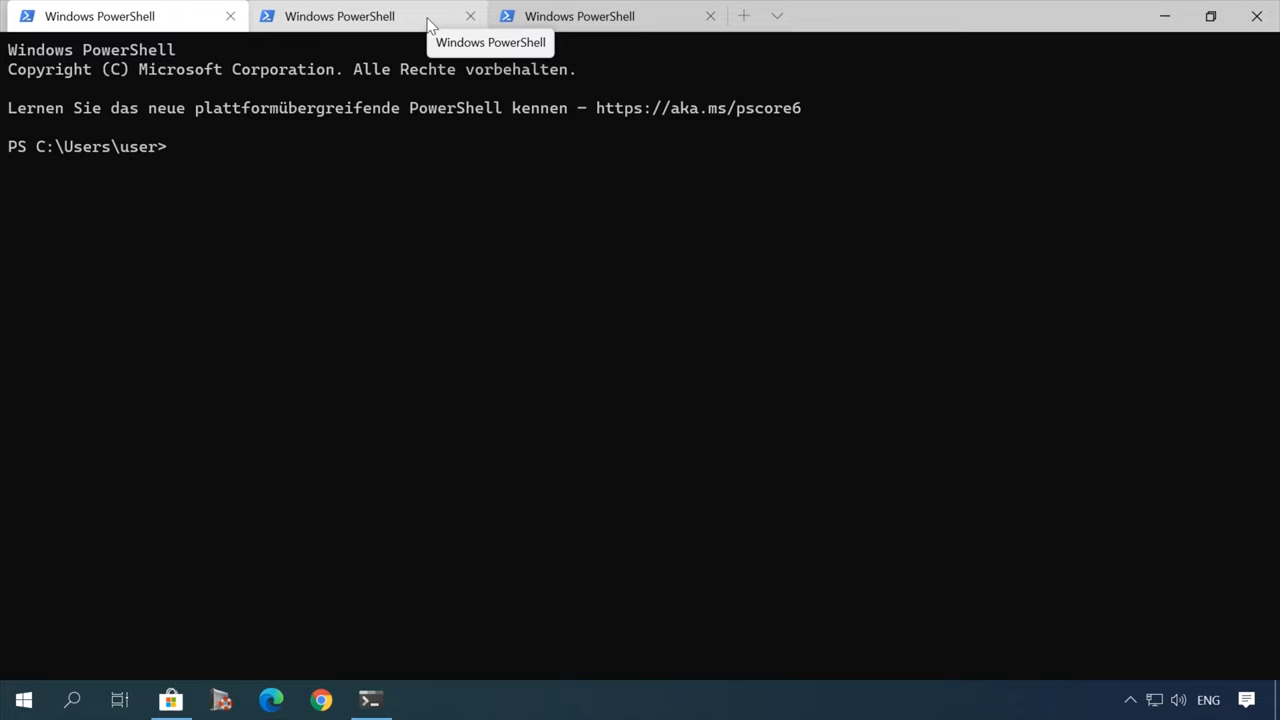 Windows PowerShell
Windows PowerShell
Windows PowerShell
Windows PowerShell
Windows PowerShell
Copyright (C) Microsoft Corporation. Alle Rechte vorbehalten.
Lernen Sie das neue plattformübergreifende PowerShell kennen – https://aka.ms/pscore6
PS C:\Users\user>
ENG